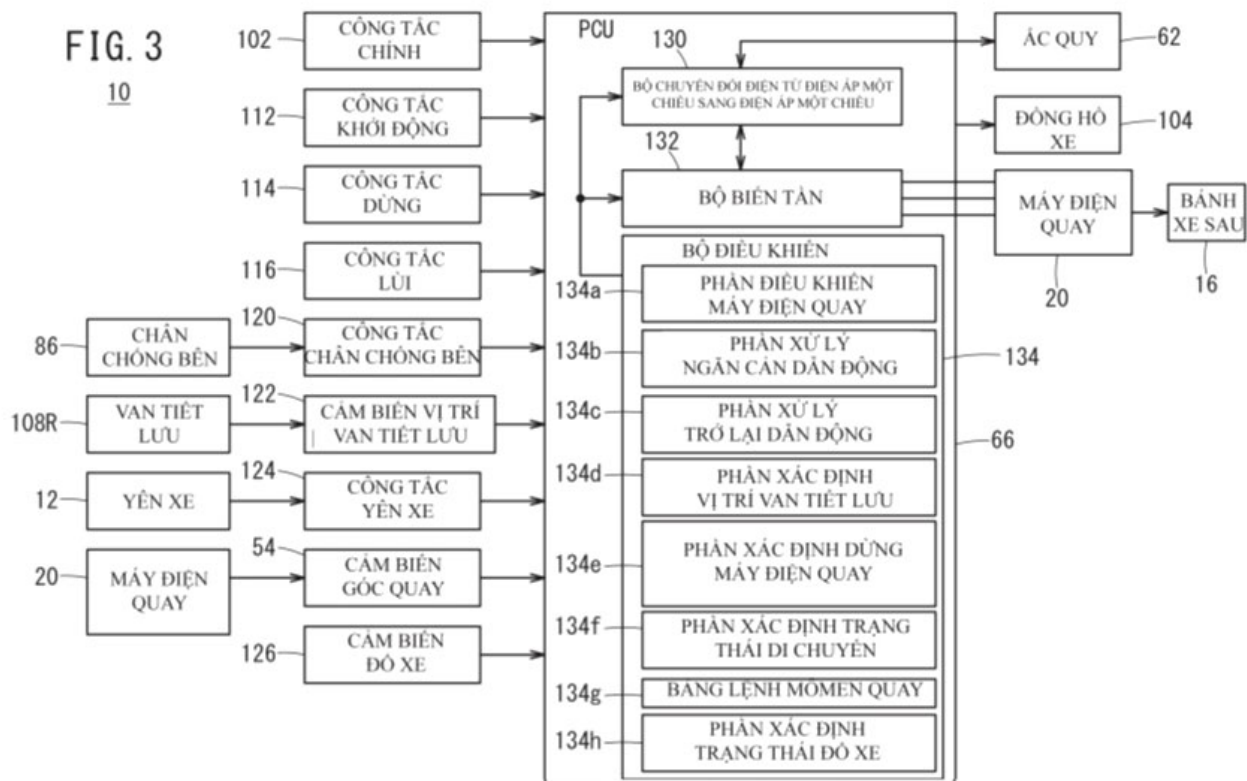 FIG. 3
10
102
CÔNG TẮC
CHÍNH
112
CÔNG TẮC
KHỞI ĐỘNG
114
CÔNG TẮC
DỪNG
116
CÔNG TẮC
LÙI
86
CHÂN
CHỐNG BÊN
120
CÔNG TẮC
CHÂN CHỐNG BÊN
108R
VAN TIẾT
LƯU
122
CẢM BIẾN VỊ TRÍ
VAN TIẾT LƯU
12
YÊN XE
124
CÔNG TẮC
YÊN XE
20
MÁY ĐIỆN
QUAY
54
CẢM BIẾN
GÓC QUAY
126
CẢM BIẾN
ĐỖ XE
PCU
130
BỘ CHUYỂN ĐỔI ĐIỆN TỪ ĐIỆN ÁP MỘT
CHIỀU SANG ĐIỆN ÁP MỘT CHIỀU
132
BỘ BIẾN TẦN
BỘ ĐIỀU KHIỂN
134a
PHẦN ĐIỀU KHIỂN
MÁY ĐIỆN QUAY
134b
PHẦN XỬ LÝ
NGĂN CẢN DẪN ĐỘNG
134c
PHẦN XỬ LÝ
TRỞ LẠI DẪN ĐỘNG
134d
PHẦN XÁC ĐỊNH
VỊ TRÍ VAN TIẾT LƯU
134e
PHẦN XÁC ĐỊNH DỪNG
MÁY ĐIỆN QUAY
134f
PHẦN XÁC ĐỊNH TRẠNG
THÁI DI CHUYỂN
134g
BẢNG LỆNH MÔMEN QUAY
134h
PHẦN XÁC ĐỊNH
TRẠNG THÁI ĐỖ XE
ẮC QUY
62
ĐỒNG HỒ
XE
104
MÁY ĐIỆN
QUAY
20
BÁNH
XE SAU
16
134
66